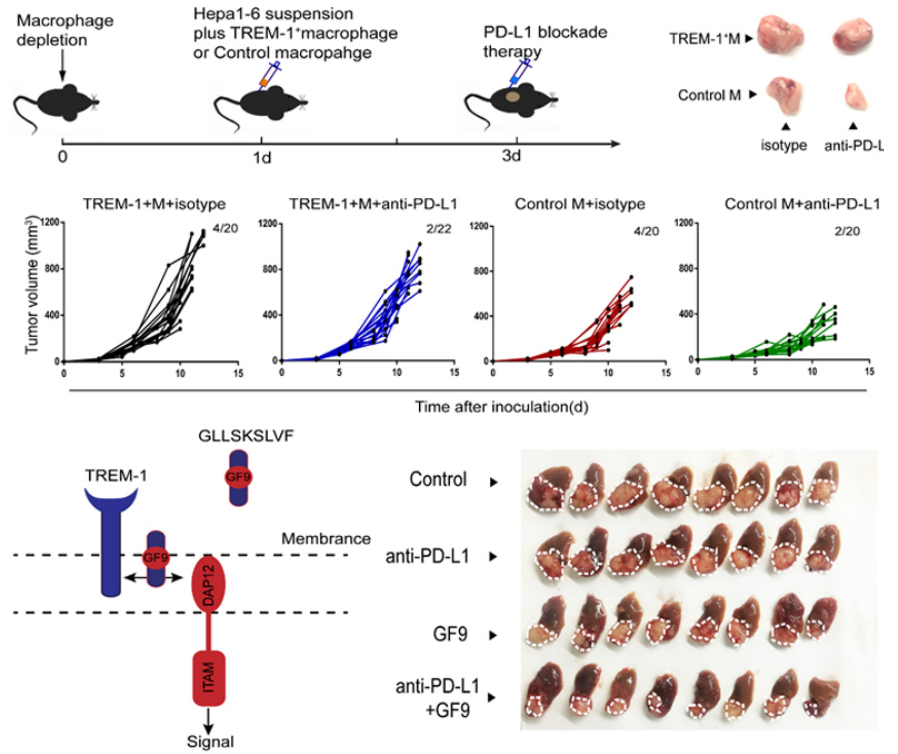 Macrophage
depletion
Hepa1-6 suspension
plus TREM-1⁺macrophage
or Control macropahge
PD-L1 blockade
therapy
0
1d
3d
TREM-1⁺M
Control M
isotype
anti-PD-L
TREM-1+M+isotype
4/20
TREM-1+M+anti-PD-L1
2/22
Control M+isotype
4/20
Control M+anti-PD-L1
2/20
Tumor volume (mm³)
1200
800
400
0
0
5
10
15
1200
800
400
0
0
5
10
15
1200
800
400
0
0
5
10
15
1200
800
400
0
0
5
10
15
Time after inoculation(d)
GLLSKSLVF
GF9
TREM-1
GF9
Membrance
DAP12
ITAM
Signal
Control
anti-PD-L1
GF9
anti-PD-L1
+GF9